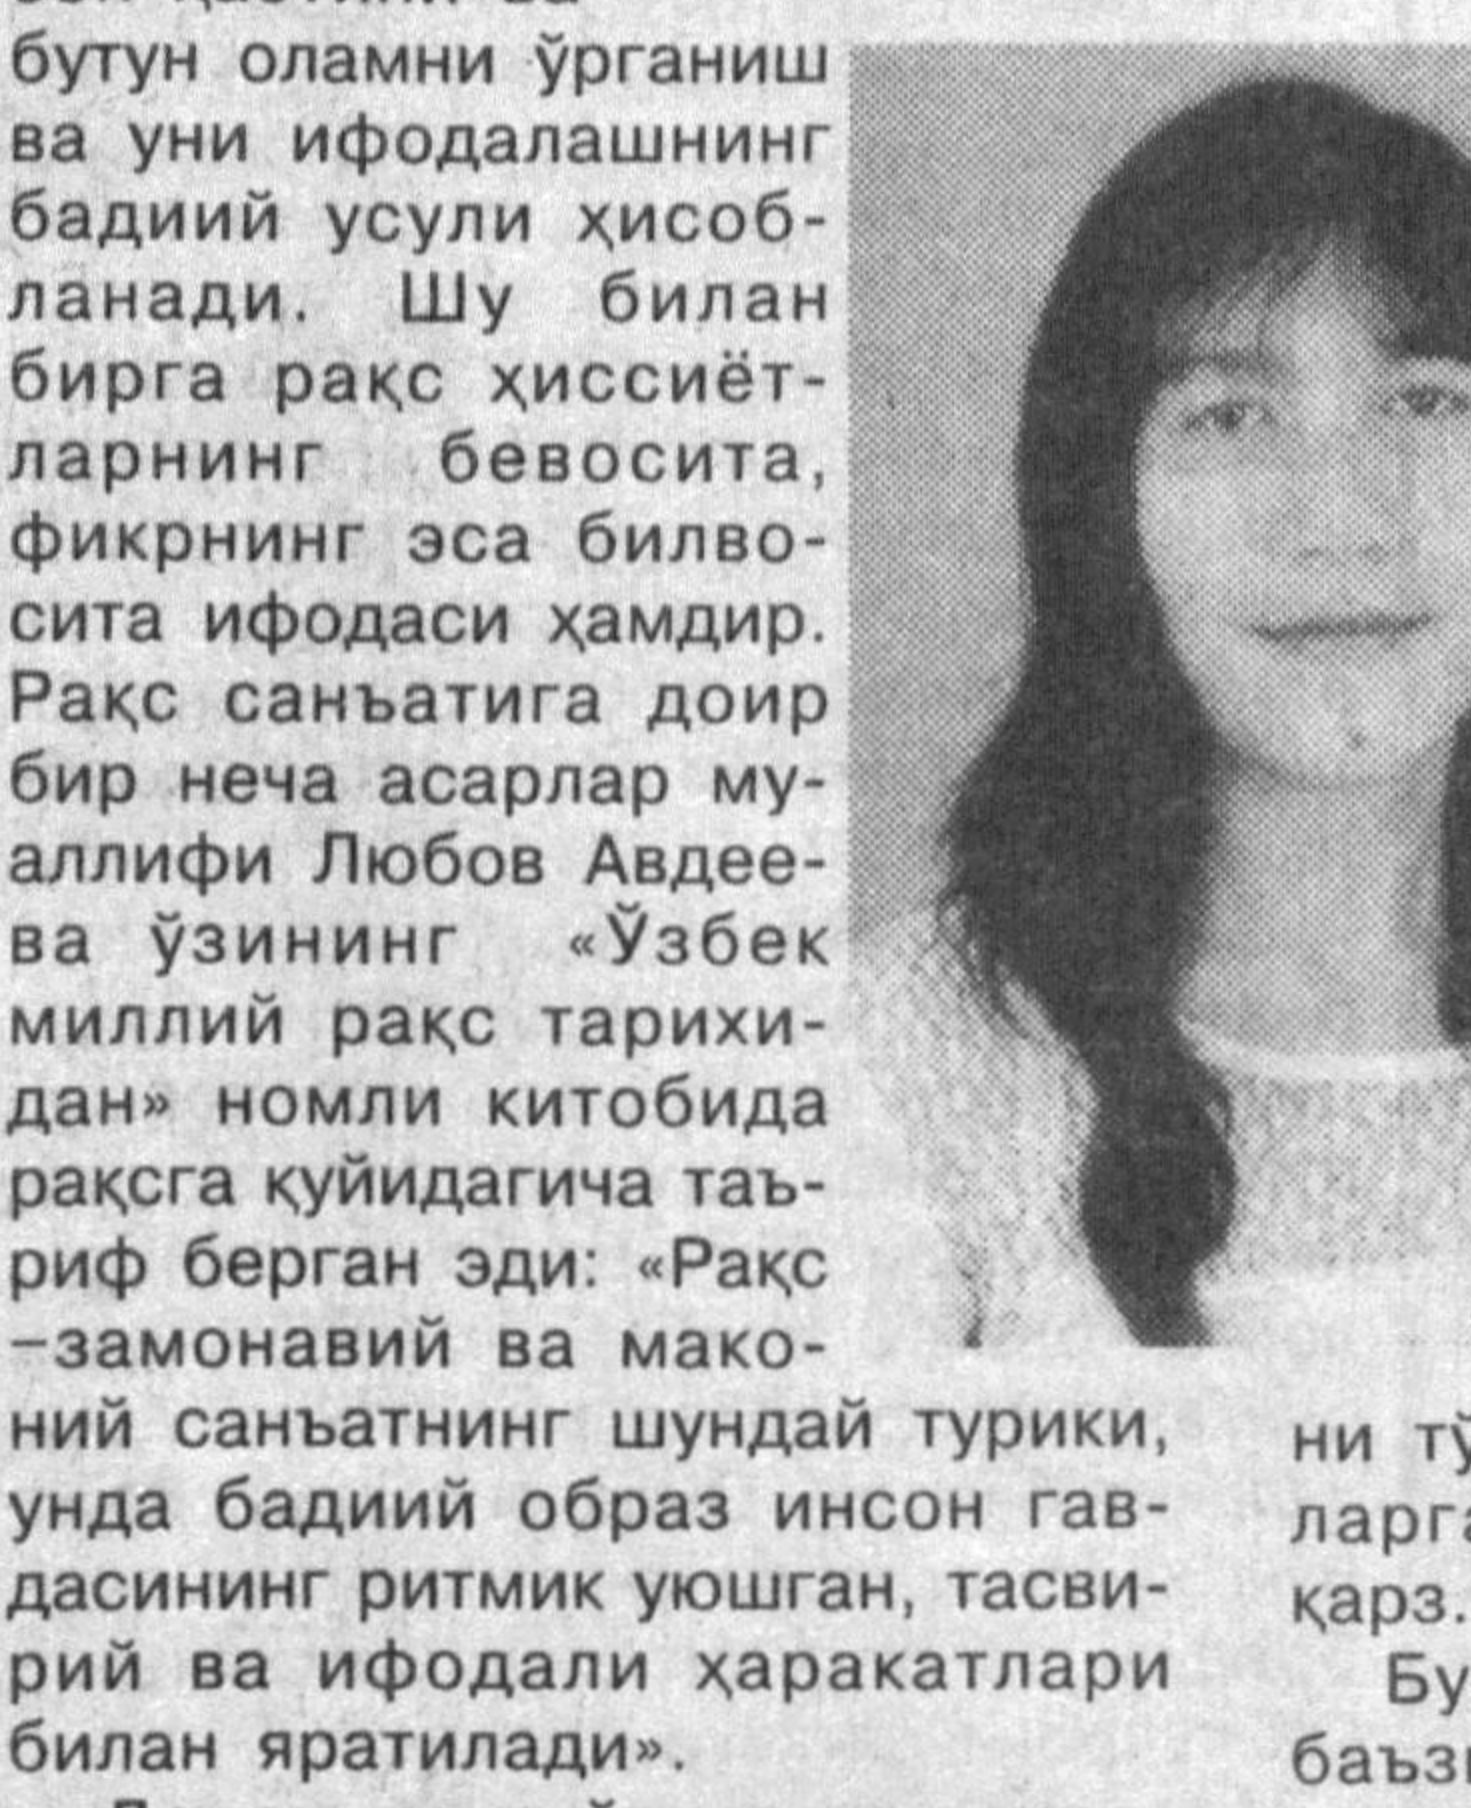 бутун оламни ўрганиш
ва уни ифодалашнинг
бадиий усули ҳисоб-
ланади. Шу билан
бирга рақс ҳиссиёт-
ларнинг бевосита,
фикрнинг эса билво-
сита ифодаси ҳамдир.
Рақс санъатига доир
бир неча асарлар му-
аллифи Любов Авдее-
ва ўзининг «Ўзбек
миллий рақс тарихи-
дан» номли китобида
рақсга қуйидагича таъ-
риф берган эди: «Рақс
–замонавий ва мако-
ний санъатнинг шундай турики,
унда бадиий образ инсон гав-
дасининг ритмик уюшган, тасви-
рий ва ифодали ҳаракатлари
билан яратилади».
ни
қарз.